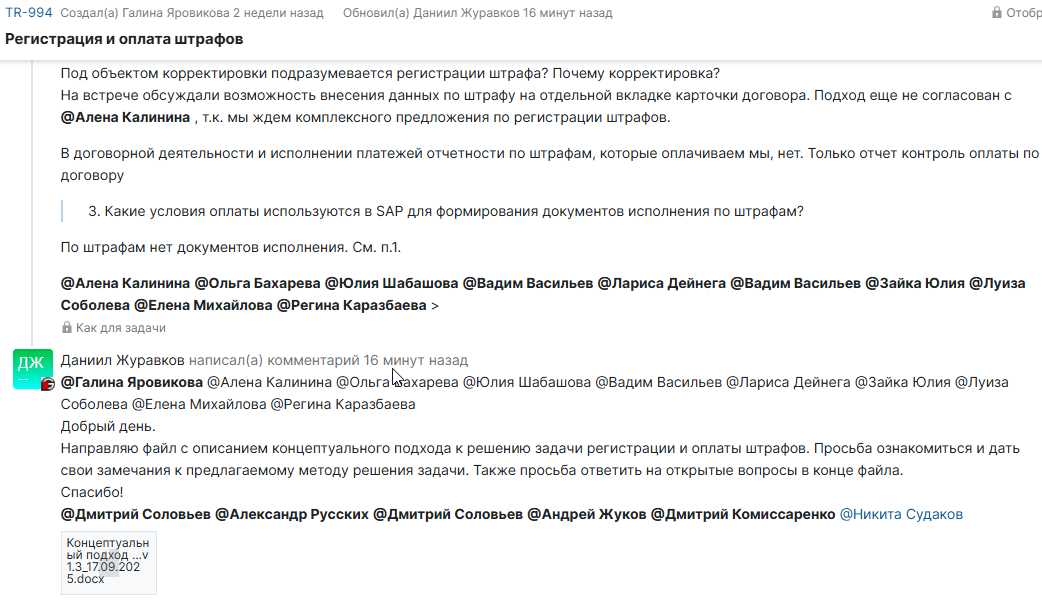 TR-994 Создал(а) Галина Яровикова 2 недели назад Обновил(а) Даниил Журавков 16 минут назад
Регистрация и оплата штрафов
Под объектом корректировки подразумевается регистрации штрафа? Почему корректировка?
На встрече обсуждали возможность внесения данных по штрафу на отдельной вкладке карточки договора. Подход еще не согласован с
@Алена Калинина , т.к. мы ждем комплексного предложения по регистрации штрафов.
В договорной деятельности и исполнении платежей отчетности по штрафам, которые оплачиваем мы, нет. Только отчет контроль оплаты по
договору
3. Какие условия оплаты используются в SAP для формирования документов исполнения по штрафам?
По штрафам нет документов исполнения. См. п.1.
@Алена Калинина @Ольга Бахарева @Юлия Шабашова @Вадим Васильев @Лариса Дейнега @Вадим Васильев @Зайка Юлия @Луиза
Соболева @Елена Михайлова @Регина Каразбаева >
Как для задачи
ДЖ
Даниил Журавков написал(а) комментарий 16 минут назад
@Галина Яровикова @Алена Калинина @Ольга Бахарева @Юлия Шабашова @Вадим Васильев @Лариса Дейнега @Зайка Юлия @Луиза
Соболева @Елена Михайлова @Регина Каразбаева
Добрый день.
Направляю файл с описанием концептуального подхода к решению задачи регистрации и оплаты штрафов. Просьба ознакомиться и дать
свои замечания к предлагаемому методу решения задачи. Также просьба ответить на открытые вопросы в конце файла.
Спасибо!
@Дмитрий Соловьев @Александр Русских @Дмитрий Соловьев @Андрей Жуков @Дмитрий Комиссаренко @Никита Судаков
Концептуальн
ый подход ...v
1.3_17.09.202
5.docx